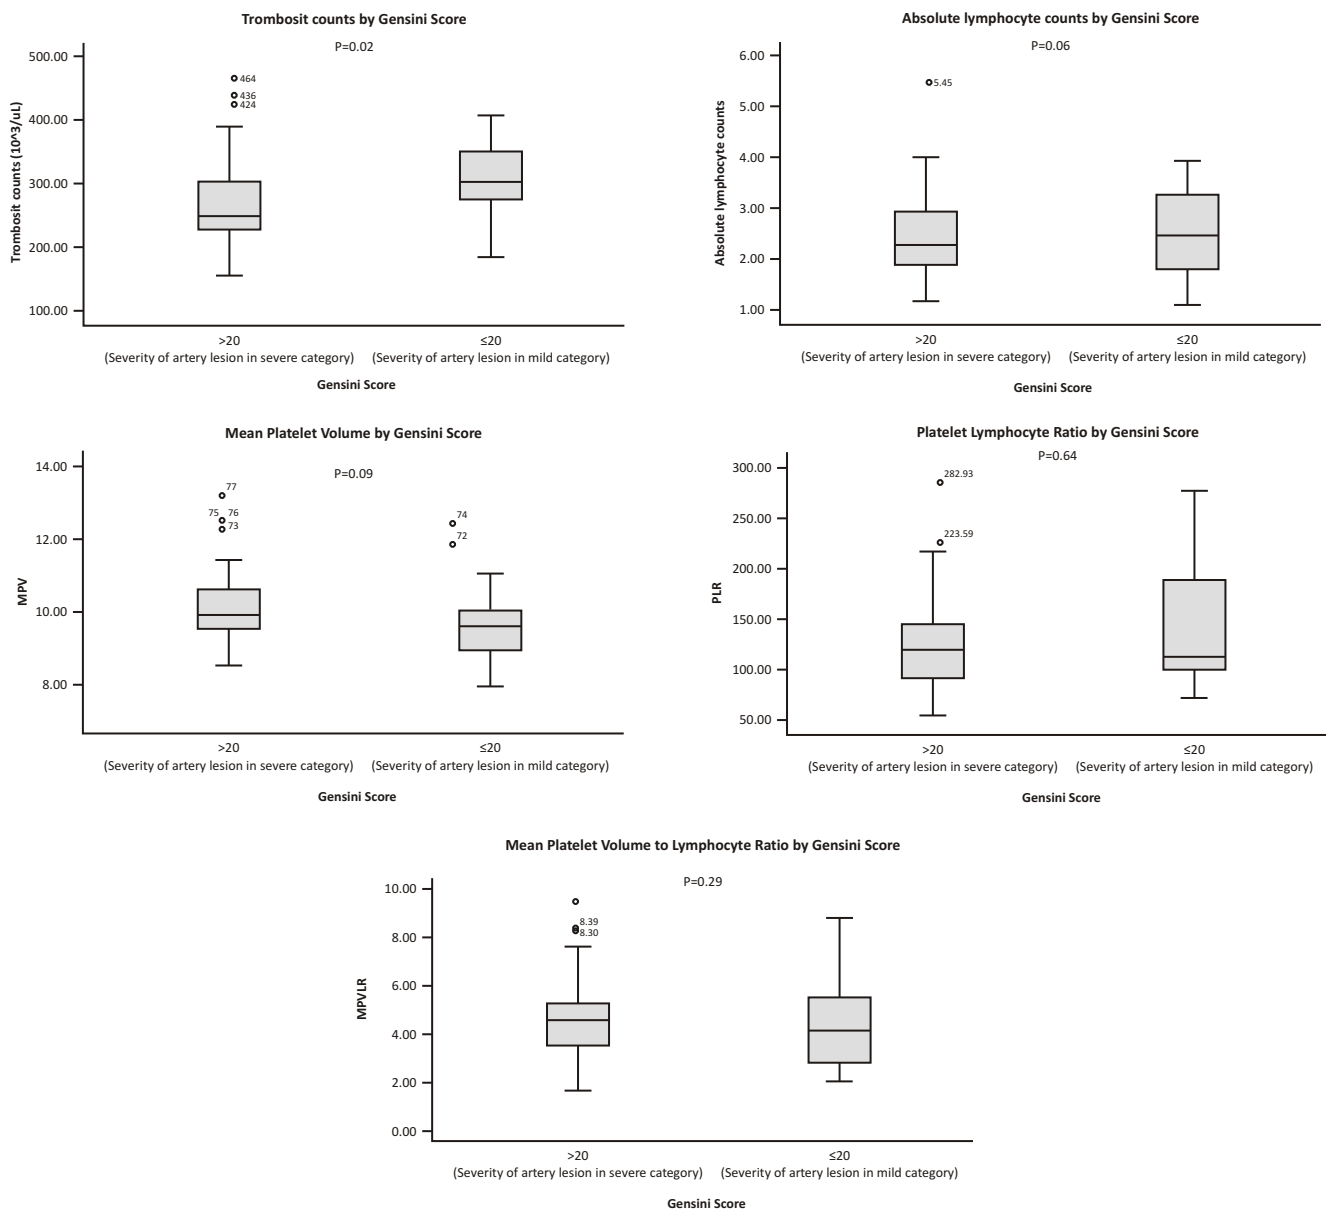 Trombosit counts by Gensini Score
P=0.02
500.00
400.00
300.00
200.00
100.00
Trombosit counts (10^3/uL)
464
436
424
>20
≤20
(Severity of artery lesion in severe category)
(Severity of artery lesion in mild category)
Gensini Score
Absolute lymphocyte counts by Gensini Score
P=0.06
6.00
5.00
4.00
3.00
2.00
1.00
Absolute lymphocyte counts
5.45
>20
≤20
(Severity of artery lesion in severe category)
(Severity of artery lesion in mild category)
Gensini Score
Mean Platelet Volume by Gensini Score
P=0.09
14.00
12.00
10.00
8.00
MPV
77
75 76
73
74
72
>20
≤20
(Severity of artery lesion in severe category)
(Severity of artery lesion in mild category)
Gensini Score
Platelet Lymphocyte Ratio by Gensini Score
P=0.64
300.00
250.00
200.00
150.00
100.00
50.00
PLR
282.93
223.59
>20
≤20
(Severity of artery lesion in severe category)
(Severity of artery lesion in mild category)
Gensini Score
Mean Platelet Volume to Lymphocyte Ratio by Gensini Score
P=0.29
10.00
8.00
6.00
4.00
2.00
0.00
MPVLR
8.39
8.30
>20
≤20
(Severity of artery lesion in severe category)
(Severity of artery lesion in mild category)
Gensini Score